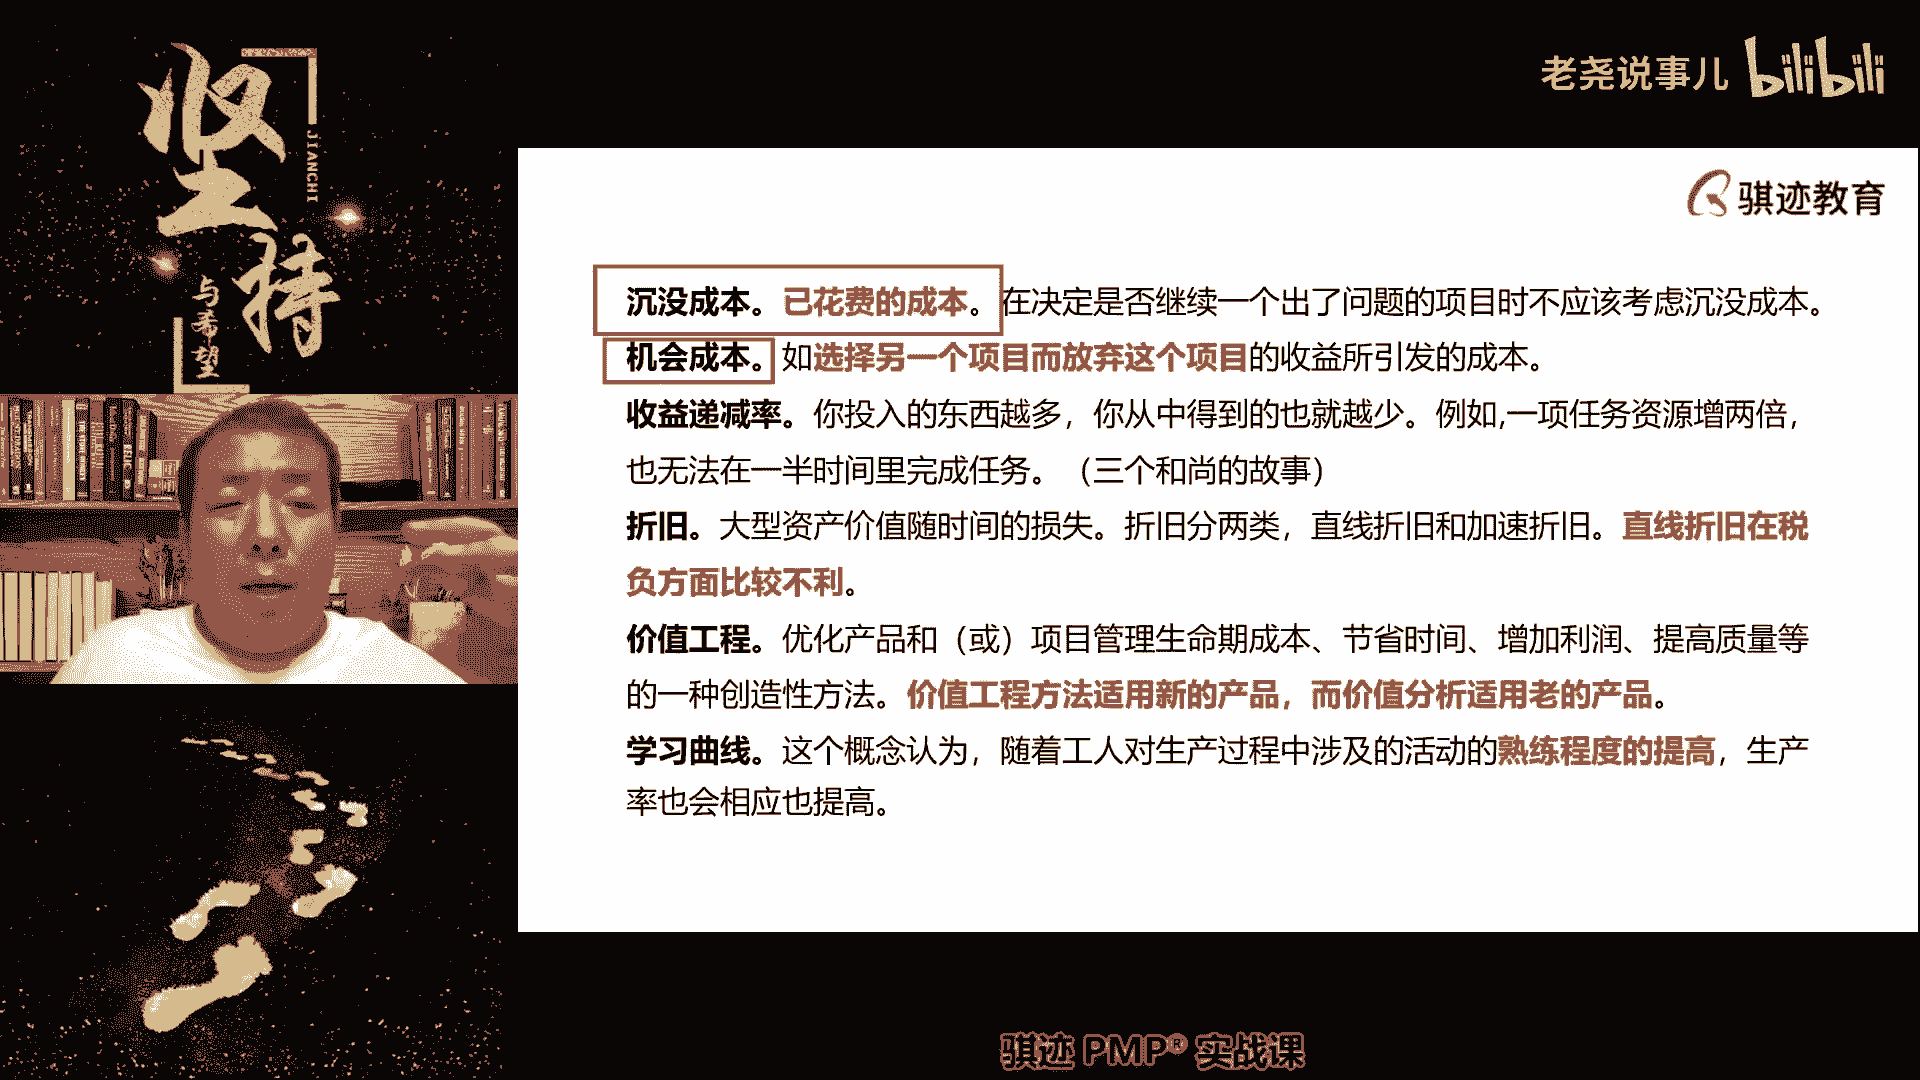 坚持
JIANCHI
与希望
老尧说事儿 bilibili
骐迹教育
沉没成本。已花费的成本。在决定是否继续一个出了问题的项目时不应该考虑沉没成本。
机会成本。如选择另一个项目而放弃这个项目的收益所引发的成本。
收益递减率。你投入的东西越多，你从中得到的也就越少。例如,一项任务资源增两倍，
也无法在一半时间里完成任务。（三个和尚的故事）
折旧。大型资产价值随时间的损失。折旧分两类，直线折旧和加速折旧。直线折旧在税
负方面比较不利。
价值工程。优化产品和（或）项目管理生命期成本、节省时间、增加利润、提高质量等
的一种创造性方法。价值工程方法适用新的产品，而价值分析适用老的产品。
学习曲线。这个概念认为，随着工人对生产过程中涉及的活动的熟练程度的提高，生产
率也会相应也提高。
骐迹 PMP® 实战课